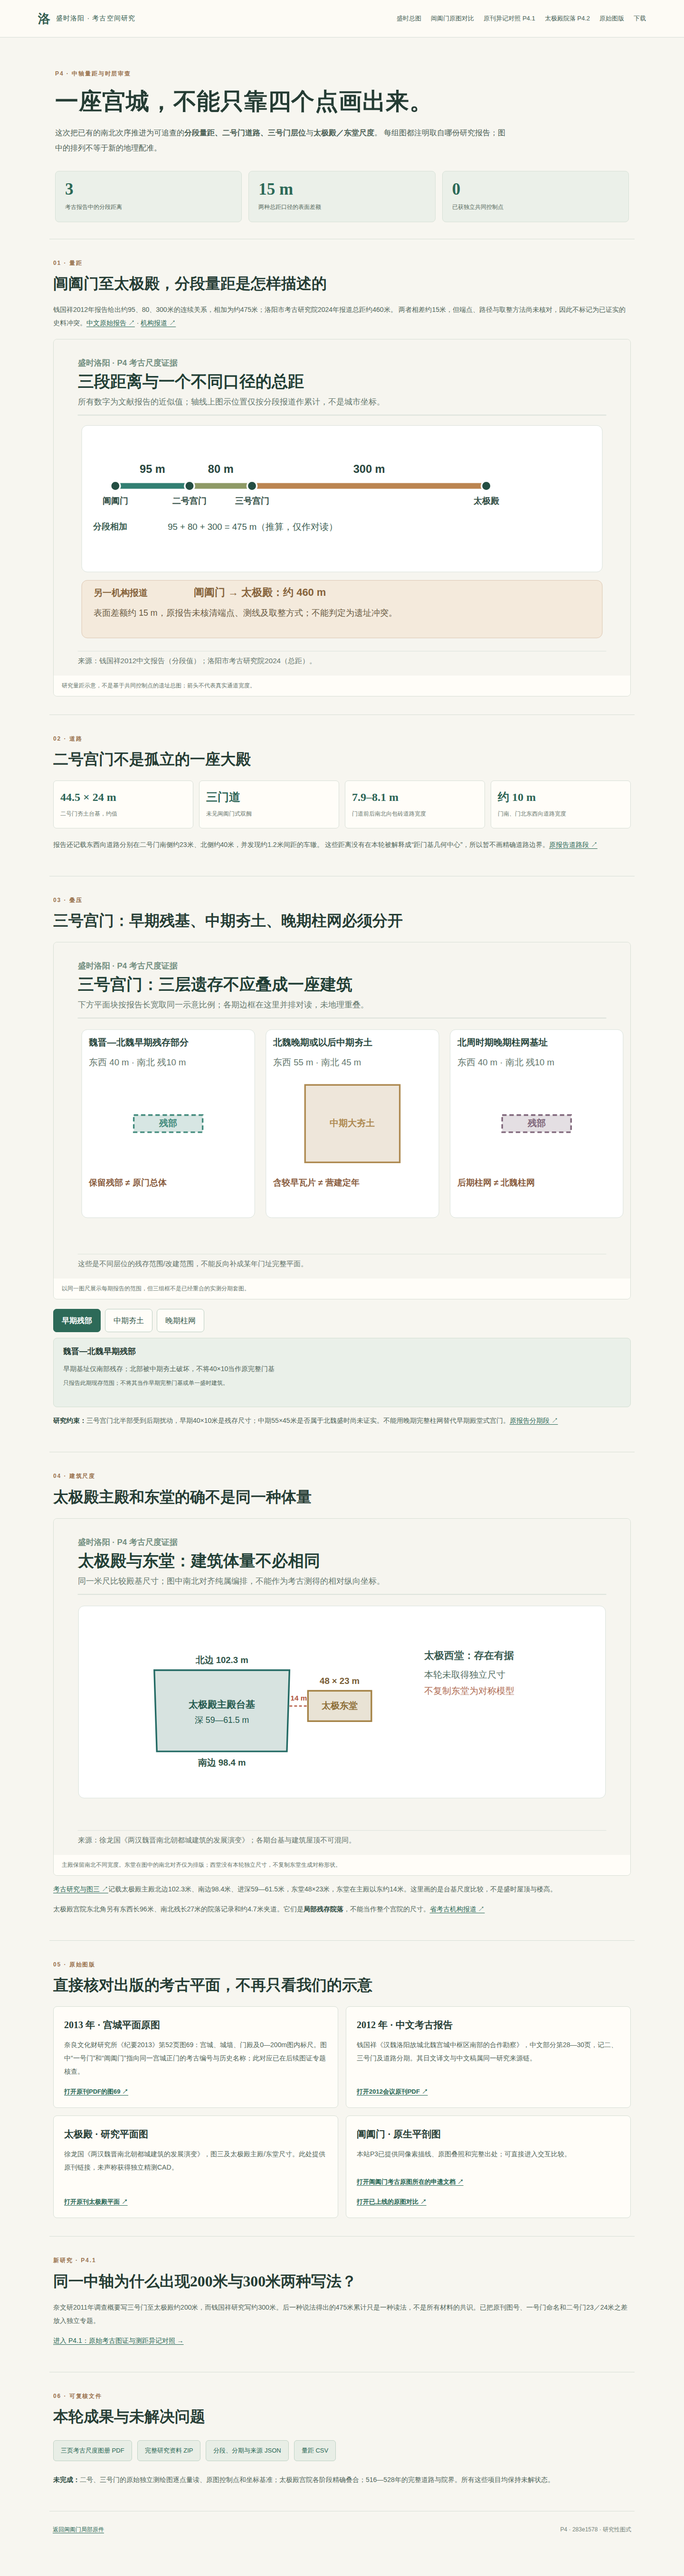 洛 盛时洛阳 · 考古空间研究
盛时总图 阊阖门原图对比 原刊异记对照 P4.1 太极殿院落 P4.2 原始图版 下载
P4 · 中轴量距与时层审查
一座宫城，不能只靠四个点画出来。
这次把已有的南北次序推进为可追查的分段量距、二号门道路、三号门层位与太极殿／东堂尺度。 每组图都注明取自哪份研究报告；图
中的排列不等于新的地理配准。
3
考古报告中的分段距离
15 m
两种总距口径的表面差额
0
已获独立共同控制点
01 · 量距
阊阖门至太极殿，分段量距是怎样描述的
钱国祥2012年报告给出约95、80、300米的连续关系，相加为约475米；洛阳市考古研究院2024年报道总距约460米。 两者相差约15米，但端点、路径与取整方法尚未核对，因此不标记为已证实的
史料冲突。中文原始报告 ↗ · 机构报道 ↗
盛时洛阳 · P4 考古尺度证据
三段距离与一个不同口径的总距
所有数字为文献报告的近似值；轴线上图示位置仅按分段报道作累计，不是城市坐标。
95 m 80 m 300 m
阊阖门 二号宫门 三号宫门 太极殿
分段相加 95 + 80 + 300 = 475 m（推算，仅作对读）
另一机构报道 阊阖门 → 太极殿：约 460 m
表面差额约 15 m，原报告未核清端点、测线及取整方式；不能判定为遗址冲突。
来源：钱国祥2012中文报告（分段值）；洛阳市考古研究院2024（总距）。
研究量距示意，不是基于共同控制点的遗址总图；箭头不代表真实通道宽度。
02 · 道路
二号宫门不是孤立的一座大殿
44.5 × 24 m
二号门夯土台基，约值
三门道
未见阊阖门式双阙
7.9–8.1 m
门道前后南北向包砖道路宽度
约 10 m
门南、门北东西向道路宽度
报告还记载东西向道路分别在二号门南侧约23米、北侧约40米，并发现约1.2米间距的车辙。 这些距离没有在本轮被解释成“距门基几何中心”，所以暂不画精确道路边界。原报告道路段 ↗
03 · 叠压
三号宫门：早期残基、中期夯土、晚期柱网必须分开
盛时洛阳 · P4 考古尺度证据
三号宫门：三层遗存不应叠成一座建筑
下方平面块按报告长宽取同一示意比例；各期边框在这里并排对读，未地理重叠。
魏晋—北魏早期残存部分
东西 40 m · 南北 残10 m
残部
保留残部 ≠ 原门总体
北魏晚期或以后中期夯土
东西 55 m · 南北 45 m
中期大夯土
含较早瓦片 ≠ 营建定年
北周时期晚期柱网基址
东西 40 m · 南北 残10 m
残部
后期柱网 ≠ 北魏柱网
这些是不同层位的残存范围/改建范围，不能反向补成某年门址完整平面。
以同一图尺展示每期报告的范围，但三组框不是已经重合的实测分期套图。
早期残部 中期夯土 晚期柱网
魏晋—北魏早期残部
早期基址仅南部残存；北部被中期夯土破坏，不将40×10当作原完整门基
只报告此期现存范围；不将其当作早期完整门基或单一盛时建筑。
研究约束：三号宫门北半部受到后期扰动，早期40×10米是残存尺寸；中期55×45米是否属于北魏盛时尚未证实。不能用晚期完整柱网替代早期殿堂式宫门。原报告分期段 ↗
04 · 建筑尺度
太极殿主殿和东堂的确不是同一种体量
盛时洛阳 · P4 考古尺度证据
太极殿与东堂：建筑体量不必相同
同一米尺比较殿基尺寸；图中南北对齐纯属编排，不能作为考古测得的相对纵向坐标。
北边 102.3 m
太极殿主殿台基
深 59—61.5 m
南边 98.4 m
14 m
48 × 23 m
太极东堂
太极西堂：存在有据
本轮未取得独立尺寸
不复制东堂为对称模型
来源：徐龙国《两汉魏晋南北朝都城建筑的发展演变》；各期台基与建筑屋顶不可混同。
主殿保留南北不同宽度。东堂在图中的南北对齐仅为排版；西堂没有本轮独立尺寸，不复制东堂生成对称形状。
考古研究与图三 ↗记载太极殿主殿北边102.3米、南边98.4米、进深59—61.5米，东堂48×23米，东堂在主殿以东约14米。这里画的是台基尺度比较，不是盛时屋顶与楼高。
太极殿宫院东北角另有东西长96米、南北残长27米的院落记录和约4.7米夹道。它们是局部残存院落，不能当作整个宫院的尺寸。省考古机构报道 ↗
05 · 原始图版
直接核对出版的考古平面，不再只看我们的示意
2013 年 · 宫城平面原图
奈良文化财研究所《纪要2013》第52页图69：宫城、城墙、门殿及0—200m图内标尺。图
中“一号门”和“阊阖门”指向同一宫城正门的考古编号与历史名称；此对应已在后续图证专题
核查。
打开原刊PDF的图69 ↗
2012 年 · 中文考古报告
钱国祥《汉魏洛阳故城北魏宫城中枢区南部的合作勘察》，中文部分第28—30页，记二、
三号门及道路分期。其日文译文与中文稿属同一研究来源链。
打开2012会议原刊PDF ↗
太极殿 · 研究平面图
徐龙国《两汉魏晋南北朝都城建筑的发展演变》，图三及太极殿主殿/东堂尺寸。此处提供
原刊链接，未声称获得独立精测CAD。
打开原刊太极殿平面 ↗
阊阖门 · 原生平剖图
本站P3已提供同像素描线、原图叠照和完整出处；可直接进入交互比较。
打开阊阖门考古原图所在的申遗文档 ↗
打开已上线的原图对比 ↗
新研究 · P4.1
同一中轴为什么出现200米与300米两种写法？
奈文研2011年调查概要写三号门至太极殿约200米，而钱国祥研究写约300米。后一种说法得出的475米累计只是一种读法，不是所有材料的共识。已把原刊图号、一号门命名和二号门23／24米之差
放入独立专题。
进入 P4.1：原始考古图证与测距异记对照 →
06 · 可复核文件
本轮成果与未解决问题
三页考古尺度图册 PDF 完整研究资料 ZIP 分段、分期与来源 JSON 量距 CSV
未完成：二号、三号门的原始独立测绘图逐点量读、原图控制点和坐标基准；太极殿宫院各阶段精确叠合；516—528年的完整道路与院界。所有这些项目均保持未解状态。
返回阊阖门局部原作 P4 · 283e1578 · 研究性图式